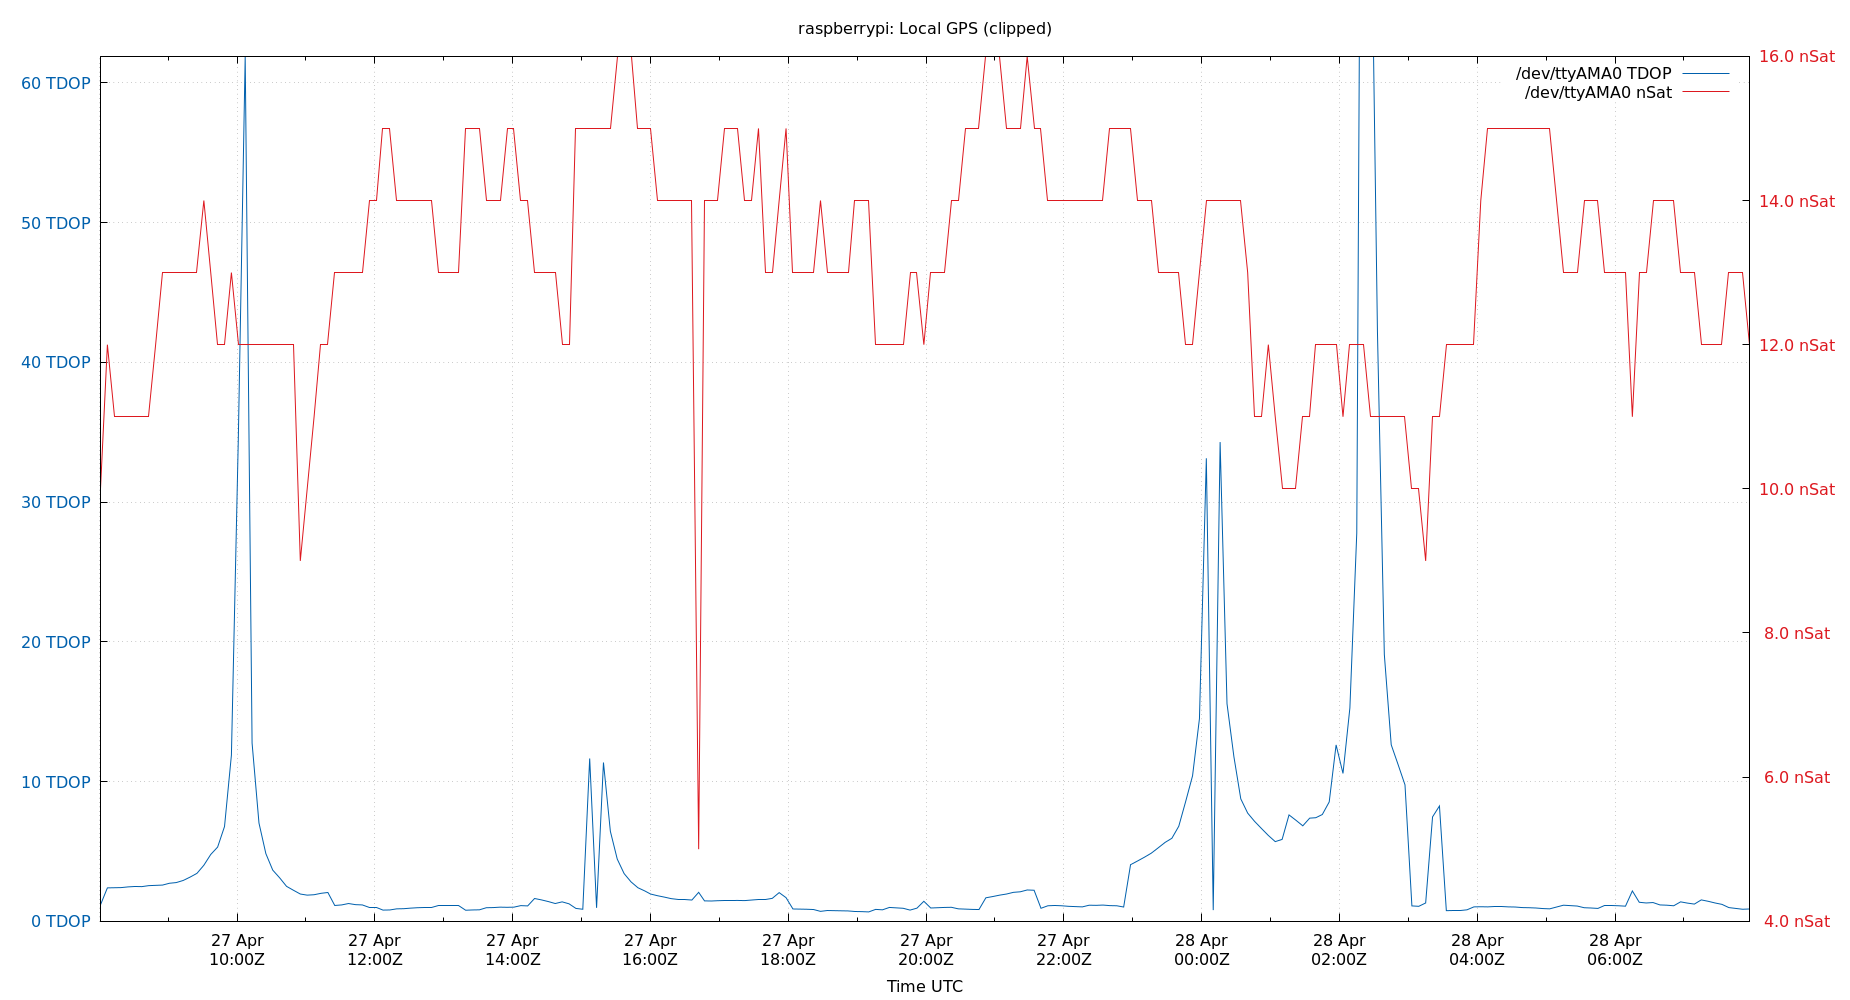 raspberrypi: Local GPS (clipped)
60 TDOP
50 TDOP
40 TDOP
30 TDOP
20 TDOP
10 TDOP
0 TDOP
16.0 nSat
14.0 nSat
12.0 nSat
10.0 nSat
8.0 nSat
6.0 nSat
4.0 nSat
/dev/ttyAMA0 TDOP
/dev/ttyAMA0 nSat
27 Apr
10:00Z
27 Apr
12:00Z
27 Apr
14:00Z
27 Apr
16:00Z
27 Apr
18:00Z
27 Apr
20:00Z
27 Apr
22:00Z
28 Apr
00:00Z
28 Apr
02:00Z
28 Apr
04:00Z
28 Apr
06:00Z
Time UTC